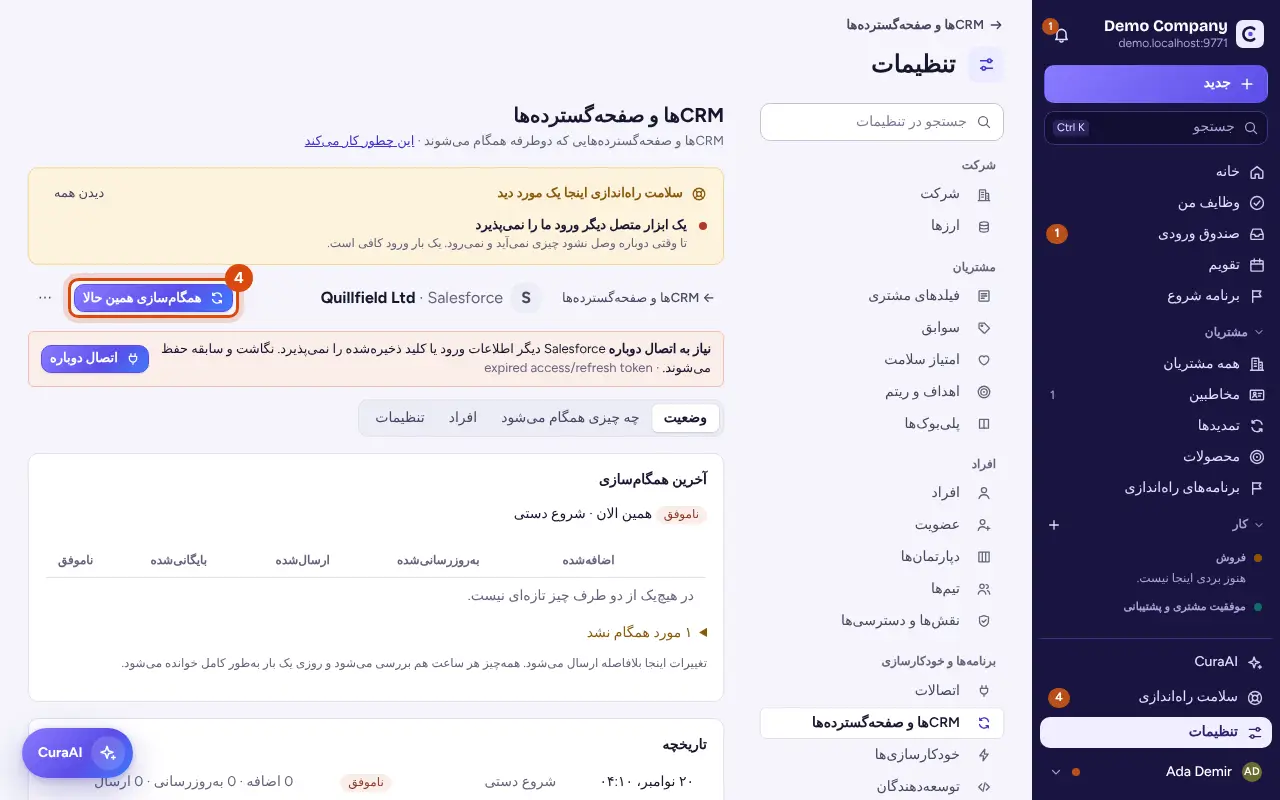 Demo Company
demo.localhost:9771
1
جدید
جستجو
Ctrl K
خانه
وظایف من
صندوق ورودی
1
تقویم
برنامه شروع
مشتریان
همه مشتریان
مخاطبین
1
تمدیدها
محصولات
برنامه‌های راه‌اندازی
کار
فروش
هنوز بردی اینجا نیست.
موفقیت مشتری و پشتیبانی
CuraAI
سلامت راه‌اندازی
4
تنظیمات
AD
Ada Demir
→ CRMها و صفحه‌گسترده‌ها
تنظیمات
جستجو در تنظیمات
شرکت
شرکت
ارزها
مشتریان
فیلدهای مشتری
سوابق
امتیاز سلامت
اهداف و ریتم
پلی‌بوک‌ها
افراد
افراد
عضویت
دپارتمان‌ها
تیم‌ها
نقش‌ها و دسترسی‌ها
برنامه‌ها و خودکارسازی
اتصالات
CRMها و صفحه‌گسترده‌ها
خودکارسازی‌ها
توسعه‌دهندگان
CRMها و صفحه‌گسترده‌ها
CRMها و صفحه‌گسترده‌هایی که دوطرفه همگام می‌شوند · این چطور کار می‌کند
سلامت راه‌اندازی اینجا یک مورد دید
دیدن همه
یک ابزار متصل دیگر ورود ما را نمی‌پذیرد
تا وقتی دوباره وصل نشود چیزی نمی‌آید و نمی‌رود. یک بار ورود کافی است.
← CRMها و صفحه‌گسترده‌ها
S
Quillfield Ltd · Salesforce
همگام‌سازی همین حالا
4
⋯
نیاز به اتصال دوباره Salesforce دیگر اطلاعات ورود یا کلید ذخیره‌شده را نمی‌پذیرد. نگاشت و سابقه حفظ
می‌شوند. · expired access/refresh token
اتصال دوباره
وضعیت
چه چیزی همگام می‌شود
افراد
تنظیمات
آخرین همگام‌سازی
ناموفق همین الان · شروع دستی
اضافه‌شده
به‌روزرسانی‌شده
ارسال‌شده
بایگانی‌شده
ناموفق
در هیچ‌یک از دو طرف چیز تازه‌ای نیست.
۱ مورد همگام نشد
تغییرات اینجا بلافاصله ارسال می‌شود. همه‌چیز هر ساعت هم بررسی می‌شود و روزی یک بار به‌طور کامل خوانده می‌شود.
تاریخچه
۲۰ نوامبر، ۰۴:۱۰
شروع دستی
ناموفق
0 اضافه · 0 به‌روزرسانی · 0 ارسال
CuraAI